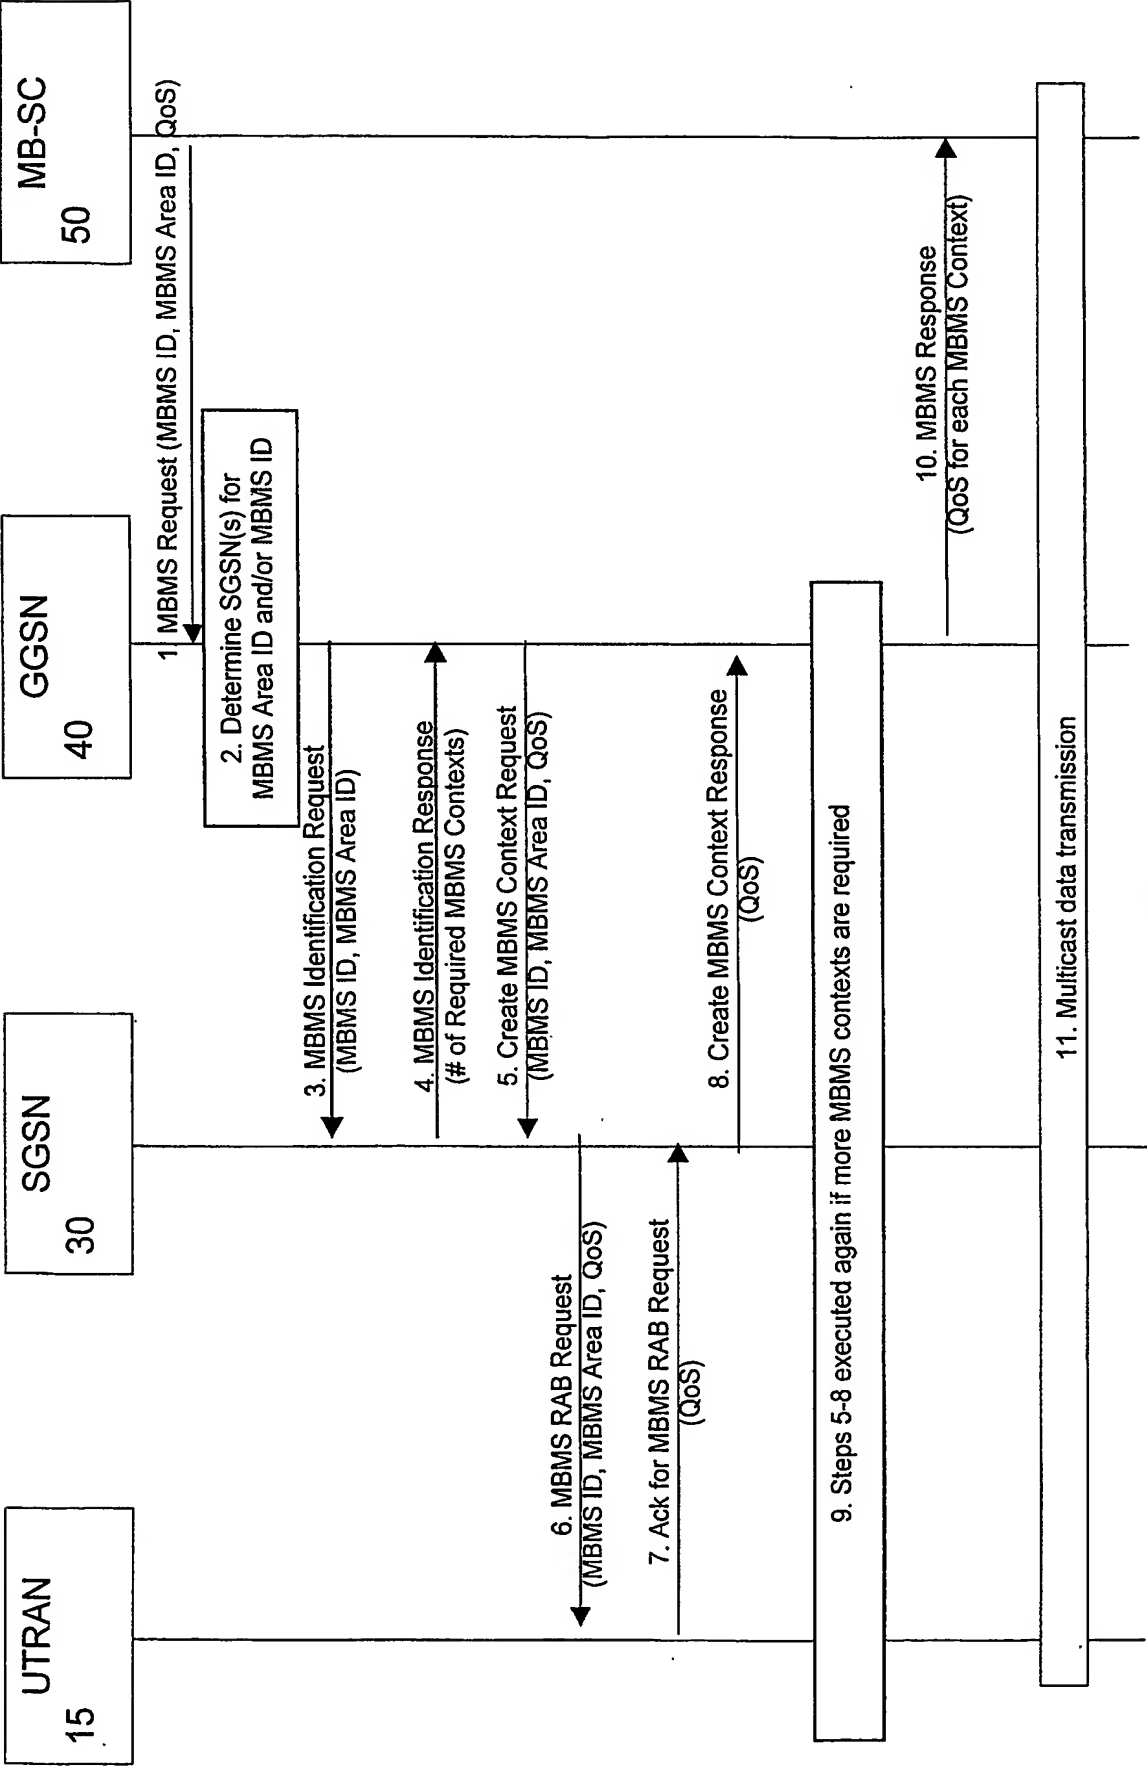 UTRAN
15
SGSN
30
GGSN
40
MB-SC
50
1. MBMS Request (MBMS ID, MBMS Area ID, QoS)
2. Determine SGSN(s) for
MBMS Area ID and/or MBMS ID
3. MBMS Identification Request
(MBMS ID, MBMS Area ID)
4. MBMS Identification Response
(# of Required MBMS Contexts)
5. Create MBMS Context Request
(MBMS ID, MBMS Area ID, QoS)
6. MBMS RAB Request
(MBMS ID, MBMS Area ID, QoS)
7. Ack for MBMS RAB Request
(QoS)
8. Create MBMS Context Response
(QoS)
9. Steps 5-8 executed again if more MBMS contexts are required
10. MBMS Response
(QoS for each MBMS Context)
11. Multicast data transmission